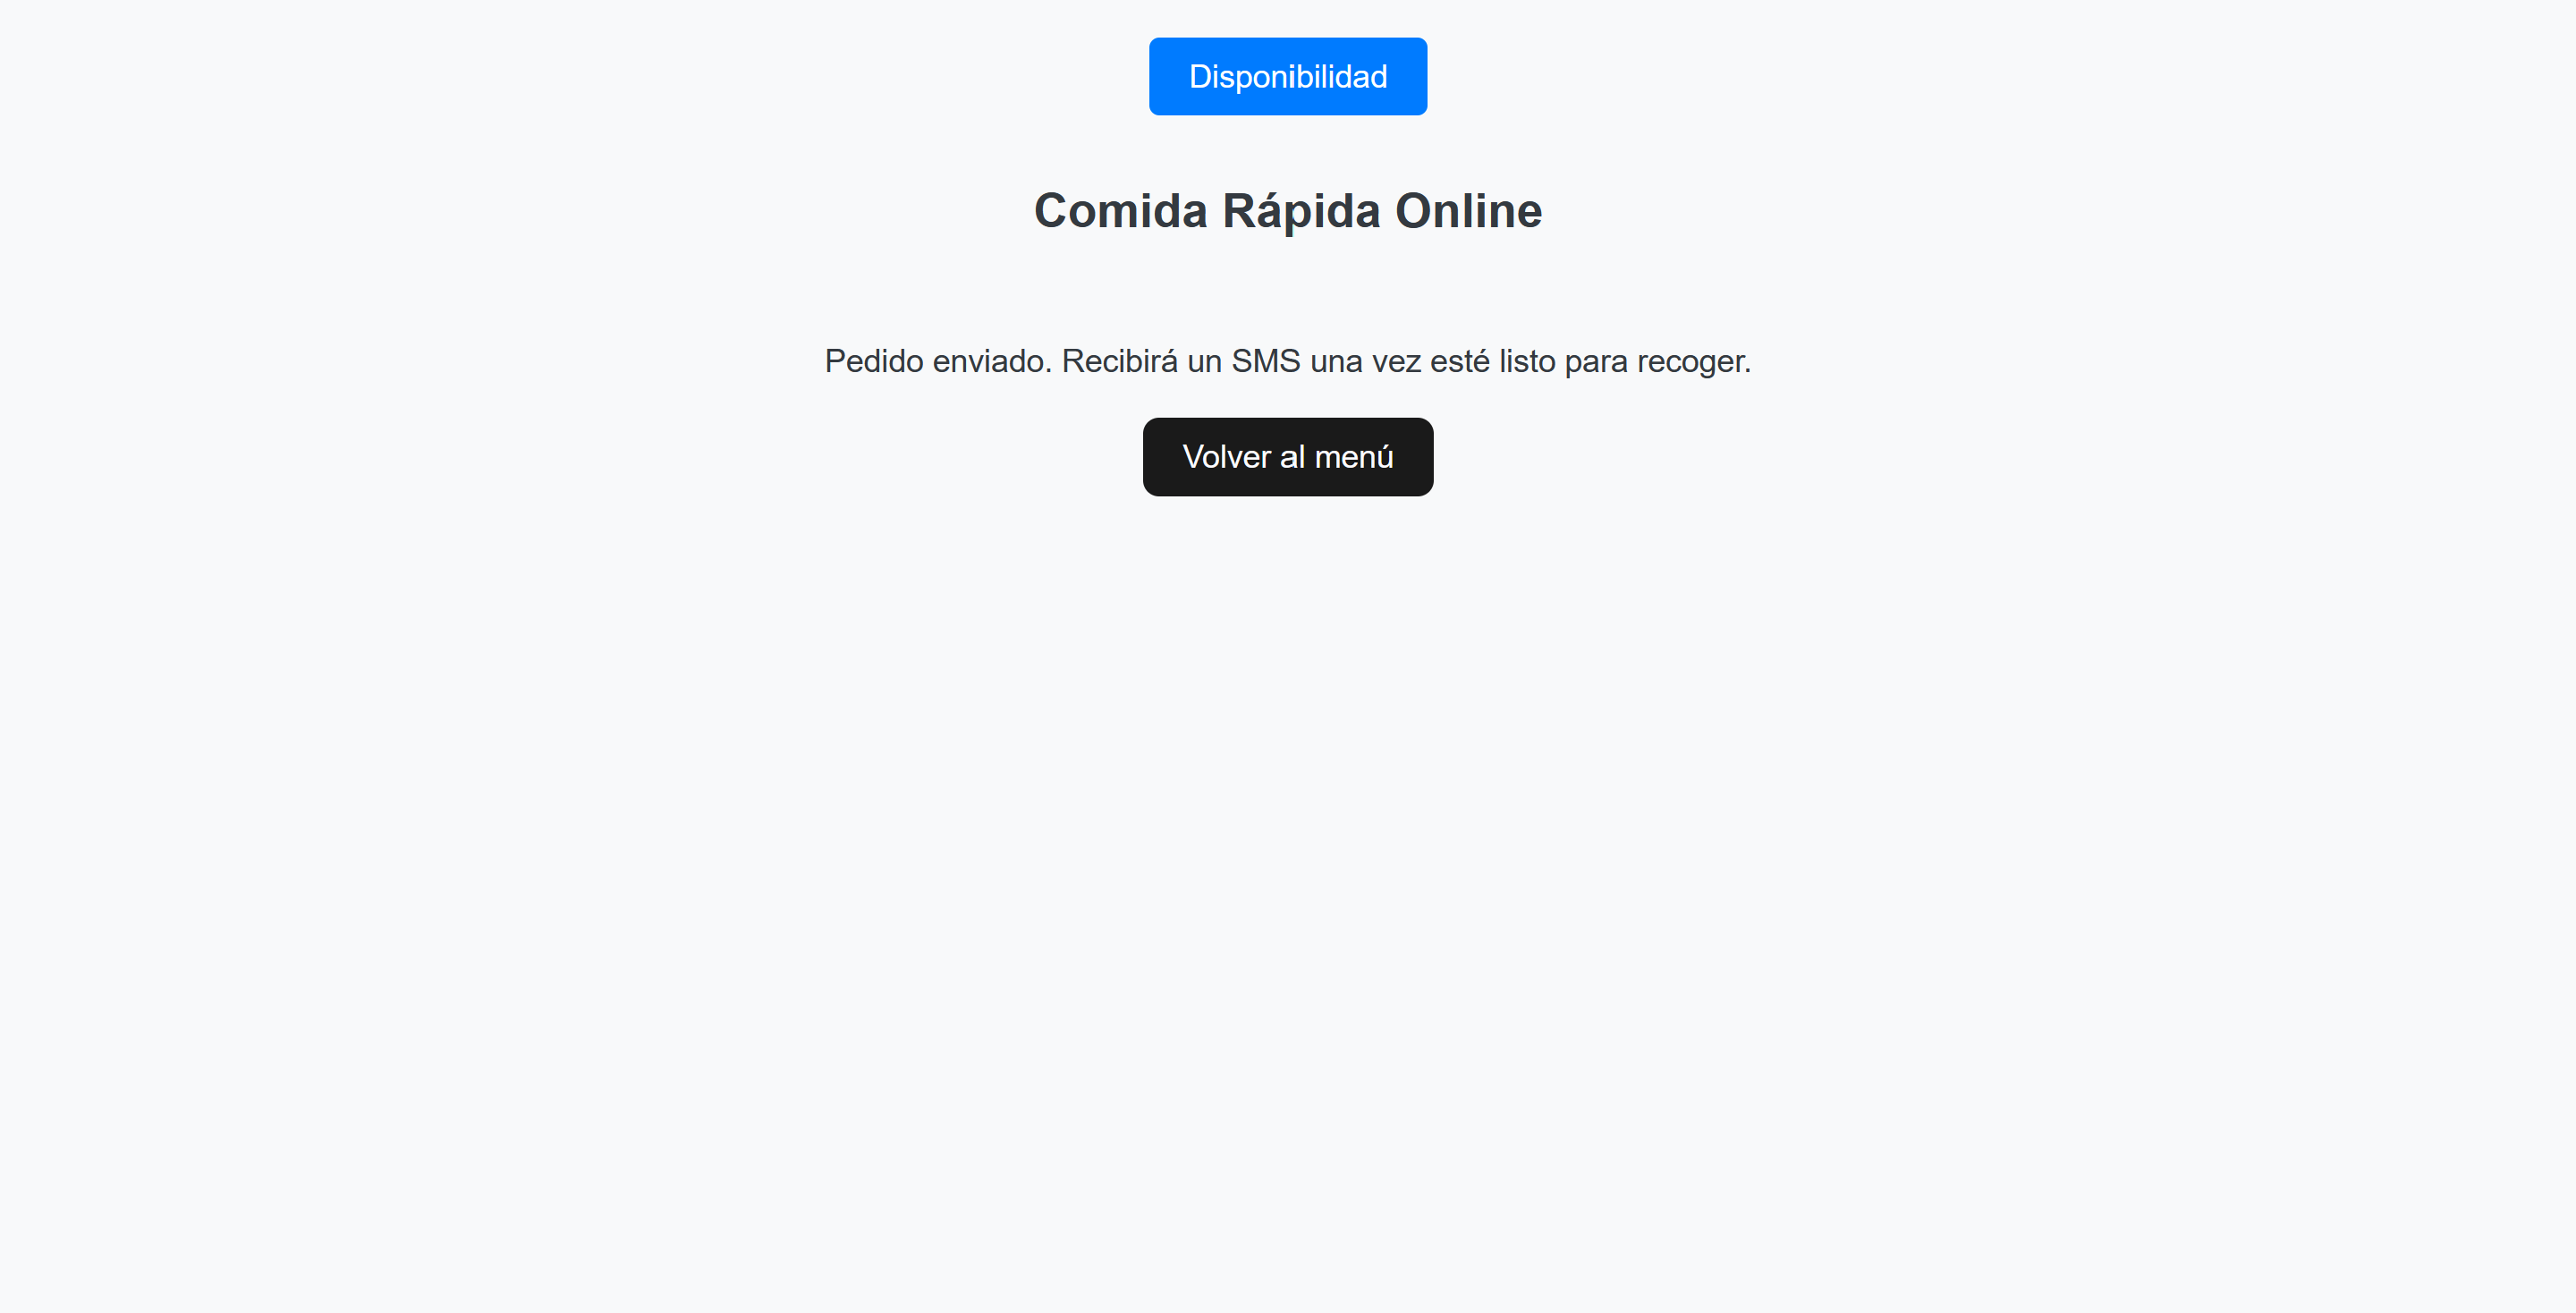 Disponibilidad
Comida Rápida Online
Pedido enviado. Recibirá un SMS una vez esté listo para recoger.
Volver al menú